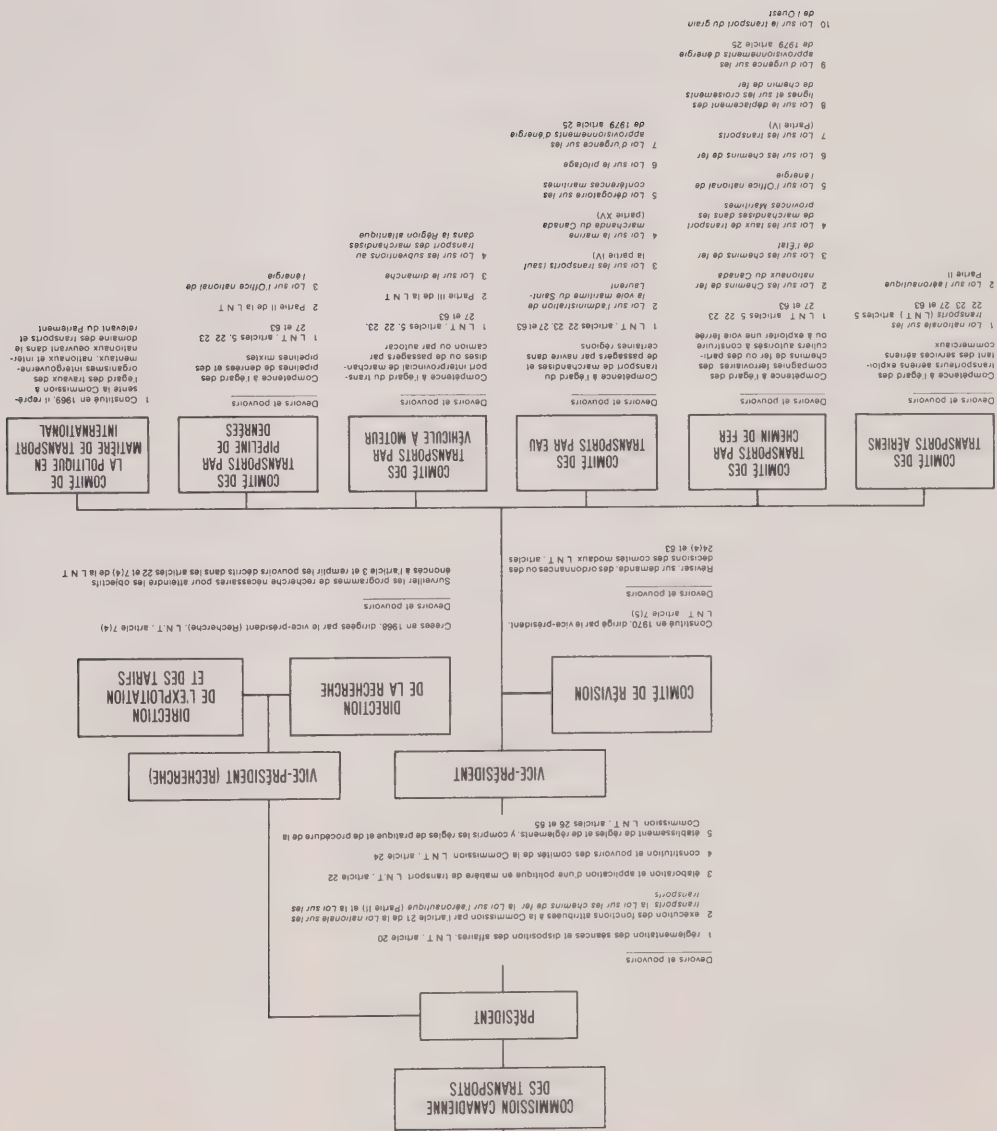 COMMISSION CANADIENNE
DES TRANSPORTS
PRÉSIDENT
Devoirs et pouvoirs
1 réglementation des séances et disposition des affaires. L N T . article 20
2 exécution des fonctions attribuées à la Commission par l'article 21 de la Loi nationale sur les
transports la Loi sur les chemins de fer la Loi sur l'aéronautique (Partie II) et la Loi sur les
transports
3 élaboration et application d'une politique en matière de transport L N.T . article 22
4 constitution et pouvoirs des comités de la Commission L N T . article 24
5 établissement de règles et de règlements, y compris les règles de pratique et de procédure de la
Commission L N T . articles 26 et 65
VICE-PRÉSIDENT
VICE-PRÉSIDENT (RECHERCHE)
COMITÉ DE RÉVISION
DIRECTION
DE LA RECHERCHE
DIRECTION
DE L'EXPLOITATION
ET DES TARIFS
Constitué en 1970, dirigé par le vice-président.
L N T article 7(5)
Devoirs et pouvoirs
Réviser, sur demande, des ordonnances ou des
décisions des comités modaux L N T . articles
24(4) et 63
Créées en 1968, dirigées par le vice-président (Recherche). L N.T . article 7(4)
Devoirs et pouvoirs
Surveiller les programmes de recherche nécessaires pour atteindre les objectifs
énoncés à l'article 3 et remplir les pouvoirs décrits dans les articles 22 et 7(4) de la L N T
COMITÉ DES
TRANSPORTS AÉRIENS
Devoirs et pouvoirs
Compétence à l'égard des
transporteurs aériens exploi-
tant des services aériens
commerciaux
1 Loi nationale sur les
transports (L N T ) articles 5
22 23 27 et 63
2 Loi sur l'aéronautique
Partie II
COMITÉ DES
TRANSPORTS PAR
CHEMIN DE FER
Devoirs et pouvoirs
Compétence à l'égard des
compagnies ferroviaires des
chemins de fer ou des parti-
culiers autorisés à construire
ou à exploiter une voie ferrée
1 L N T articles 5 22 23
27 et 63
2 Loi sur les Chemins de fer
nationaux du Canada
3 Loi sur les chemins de fer
de l'État
4 Loi sur les taux de transport
de marchandises dans les
provinces Maritimes
5 Loi sur l'Office national de
l'énergie
6 Loi sur les chemins de fer
7 Loi sur les transports
(Partie IV)
8 Loi sur le déplacement des
lignes et sur les croisements
de chemin de fer
9 Loi d urgence sur les
approvisionnements d'énergie
de 1979 article 25
10 Loi sur le transport du grain
de l Ouest
COMITÉ DES
TRANSPORTS PAR EAU
Devoirs et pouvoirs
Compétence à l'égard du
transport de marchandises et
de passagers par navire dans
certaines régions
1 L N T . articles 22 23. 27 et 63
2 Loi sur l'administration de
la voie maritime du Saint-
Laurent
3 Loi sur les transports (sauf
la partie IV)
4 Loi sur la marine
marchande du Canada
(partie XV)
5 Loi dérogatoire sur les
conférences maritimes
6 Loi sur le pilotage
7 Loi d'urgence sur les
approvisionnements d'énergie
de 1979 article 25
COMITÉ DES
TRANSPORTS PAR
VÉHICULE À MOTEUR
Devoirs et pouvoirs
Compétence à l'égard du trans-
port interprovincial de marchan-
dises ou de passagers par
camion ou par autocar
1 L N T . articles 5. 22 23.
27 et 63
2 Partie III de la L N T
3 Loi sur le dimanche
4 Loi sur les subventions au
transport des marchandises
dans la Région atlantique
COMITÉ DES
TRANSPORTS PAR
PIPELINE DE
DENRÉES
Devoirs et pouvoirs
Compétence à l'égard des
pipelines de denrées et des
pipelines mixtes
1 L N T . articles 5. 22 23
27 et 63
2 Partie II de la L N T
3 Loi sur l'Office national de
l énergie
COMITÉ DE
LA POLITIQUE EN
MATIÈRE DE TRANSPORT
INTERNATIONAL
1 Constitué en 1969, il repré-
sente la Commission à
l'égard des travaux des
organismes intergouverne-
mentaux, nationaux et inter-
nationaux oeuvrant dans le
domaine des transports et
relevant du Parlement